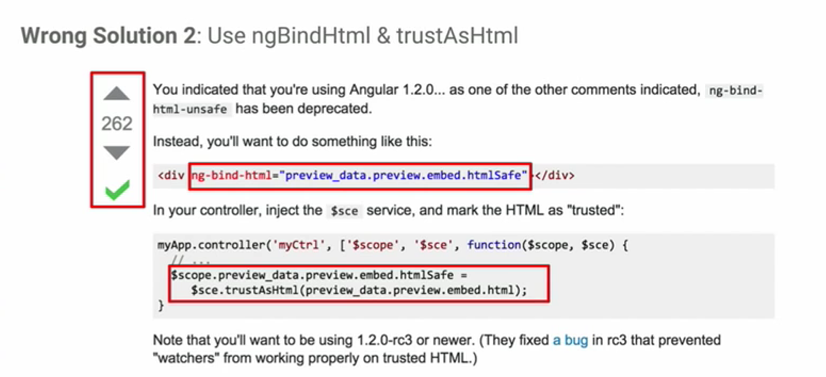 Wrong Solution 2: Use ngBindHtml & trustAsHtml
You indicated that you're using Angular 1.2.0... as one of the other comments indicated, ng-bind-
html-unsafe has been deprecated.
262
Instead, you'll want to do something like this:
<div ng-bind-html="preview_data.preview.embed.htmlSafe"></div>
In your controller, inject the $sce service, and mark the HTML as "trusted":
myApp.controller('myCtrl', ['$scope', '$sce', function($scope, $sce) {
// ...
$scope.preview_data.preview.embed.htmlSafe =
$sce.trustAsHtml(preview_data.preview.embed.html);
}
Note that you'll want to be using 1.2.0-rc3 or newer. (They fixed a bug in rc3 that prevented
"watchers" from working properly on trusted HTML.)